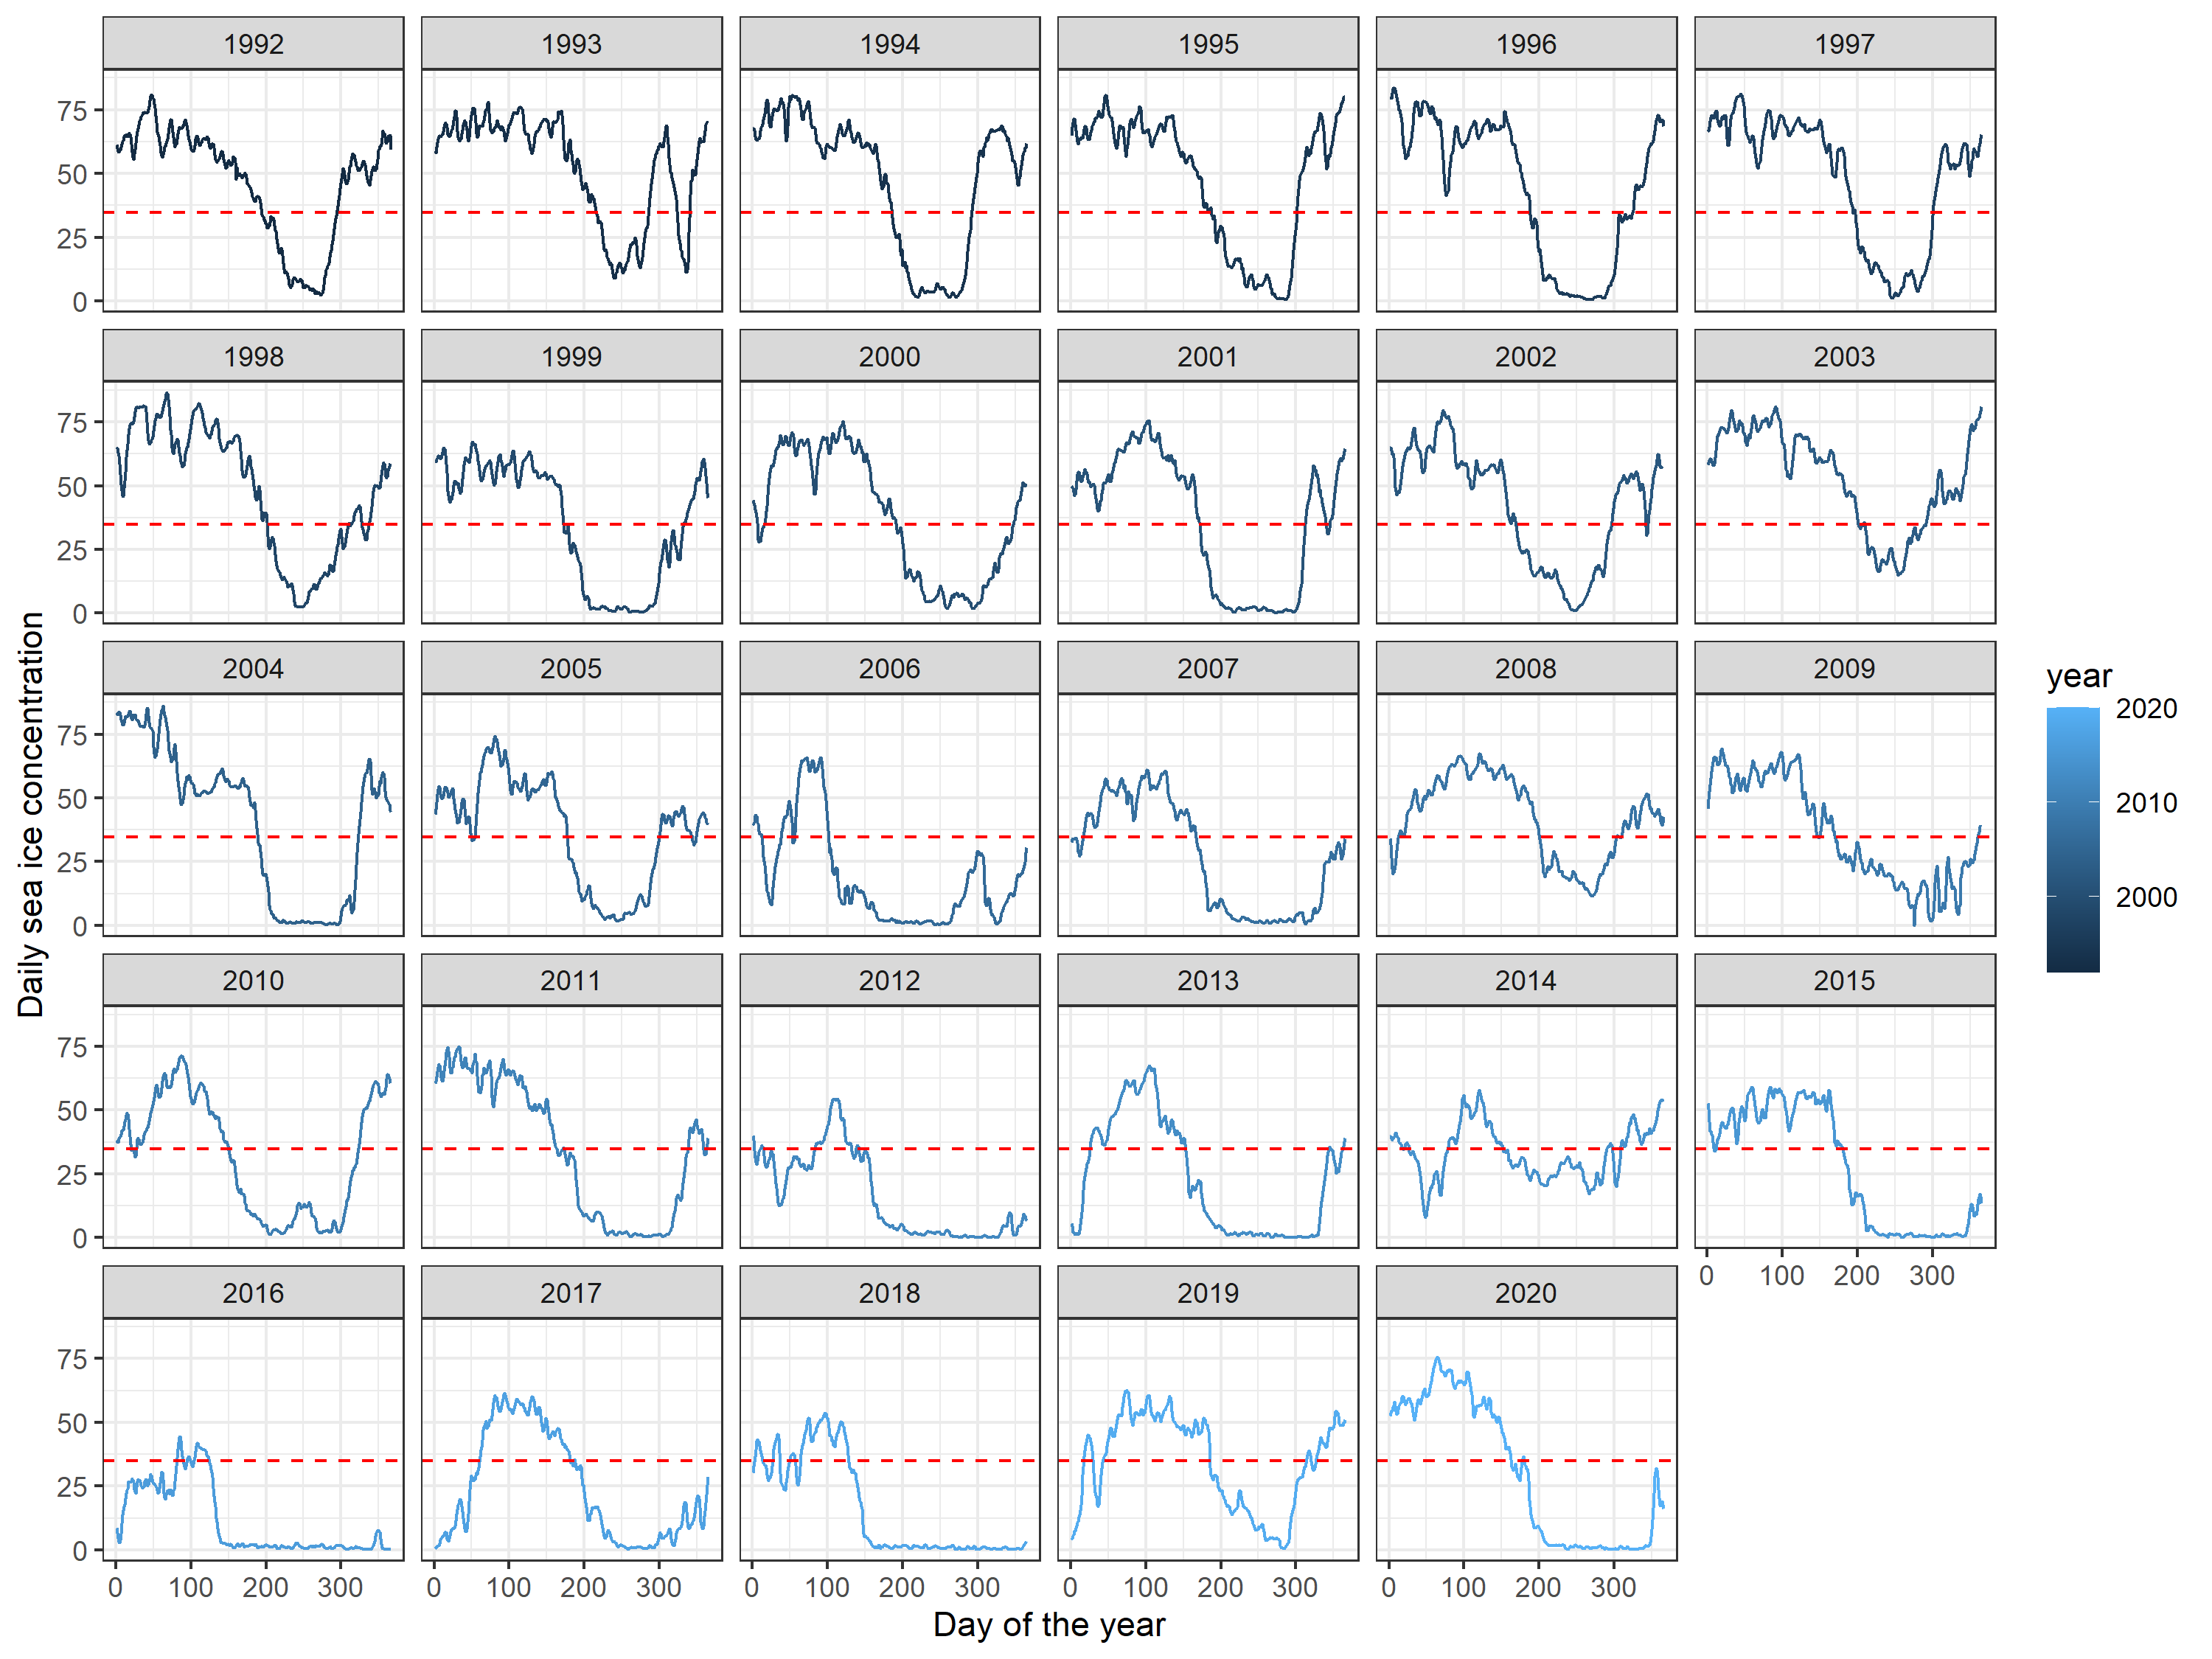 1992 1993 1994 1995 1996 1997
75
50
25
0
1998 1999 2000 2001 2002 2003
75
50
25
0
2004 2005 2006 2007 2008 2009
75
50
25
0
2010 2011 2012 2013 2014 2015
75
50
25
0
0 100 200 300
2016 2017 2018 2019 2020
75
50
25
0
0 100 200 300 0 100 200 300 0 100 200 300 0 100 200 300 0 100 200 300
Day of the year
Daily sea ice concentration
year
2020
2010
2000